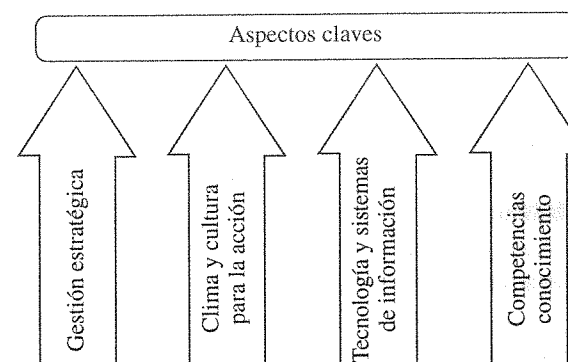 Aspectos claves
Gestión estratégica
Clima y cultura
para la acción
Tecnología y sistemas
de información
Competencias
conocimiento